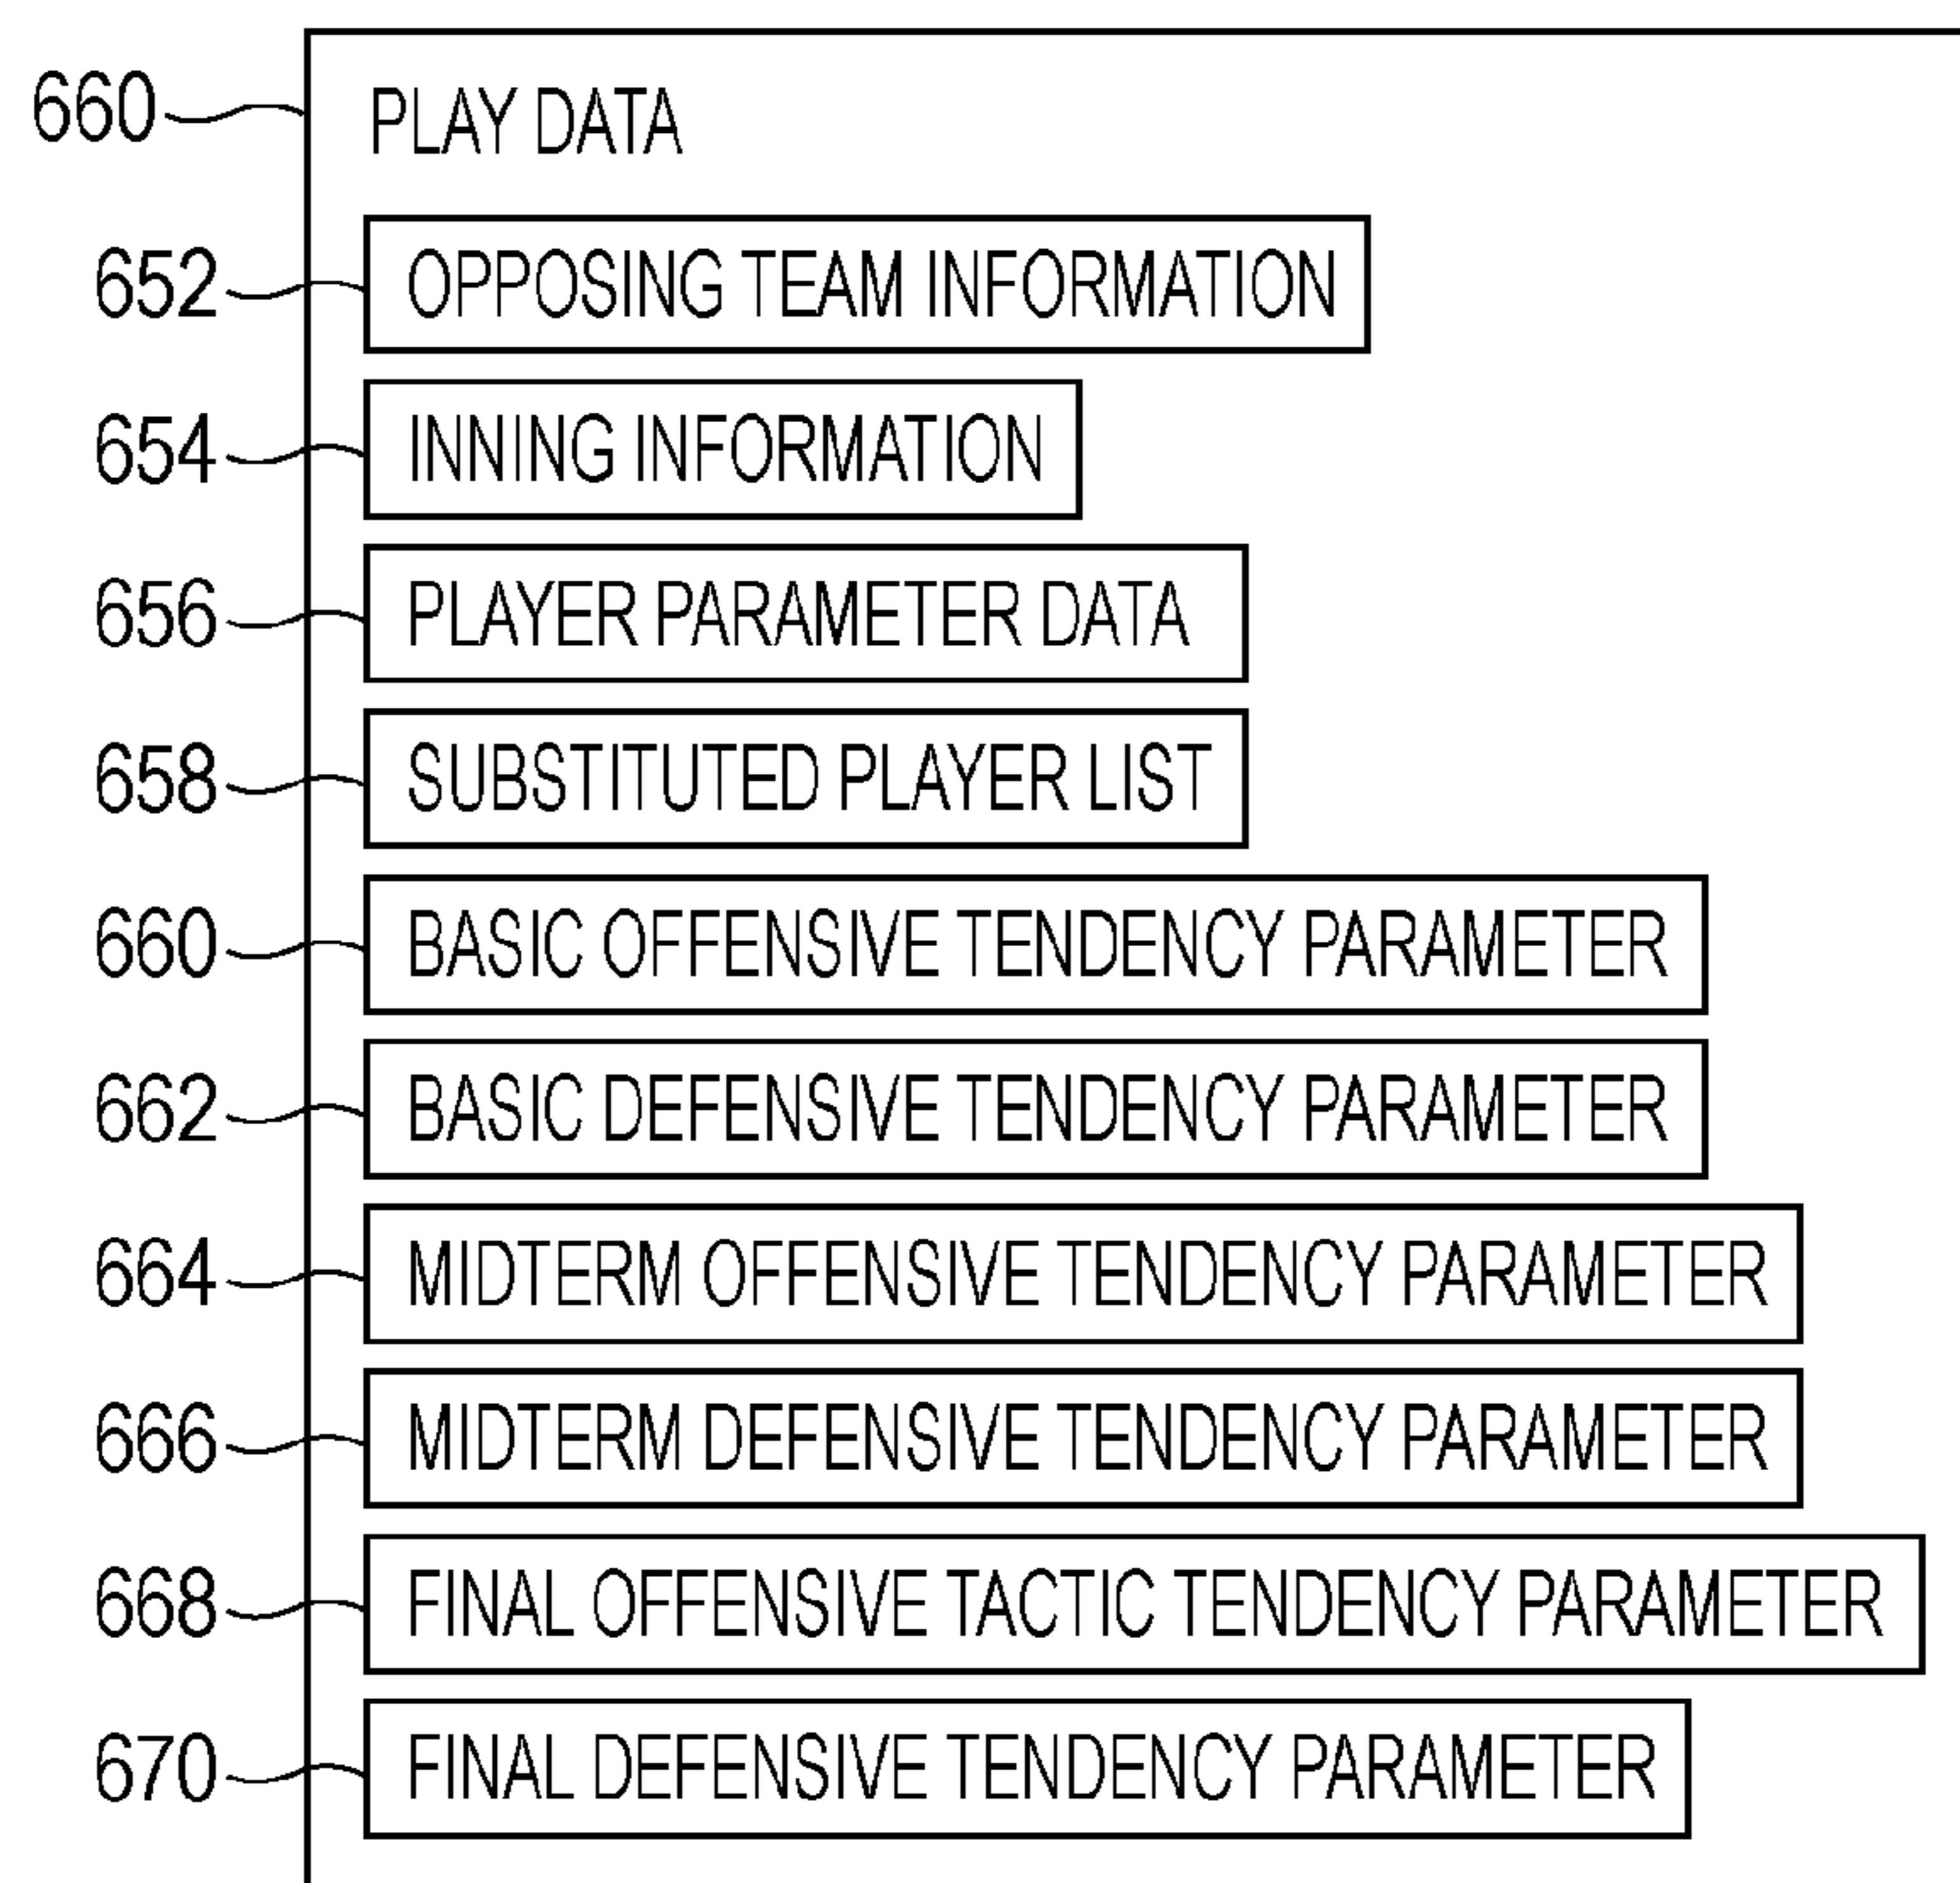 660 PLAY DATA
652 OPPOSING TEAM INFORMATION
654 INNING INFORMATION
656 PLAYER PARAMETER DATA
658 SUBSTITUTED PLAYER LIST
660 BASIC OFFENSIVE TENDENCY PARAMETER
662 BASIC DEFENSIVE TENDENCY PARAMETER
664 MIDTERM OFFENSIVE TENDENCY PARAMETER
666 MIDTERM DEFENSIVE TENDENCY PARAMETER
668 FINAL OFFENSIVE TACTIC TENDENCY PARAMETER
670 FINAL DEFENSIVE TENDENCY PARAMETER